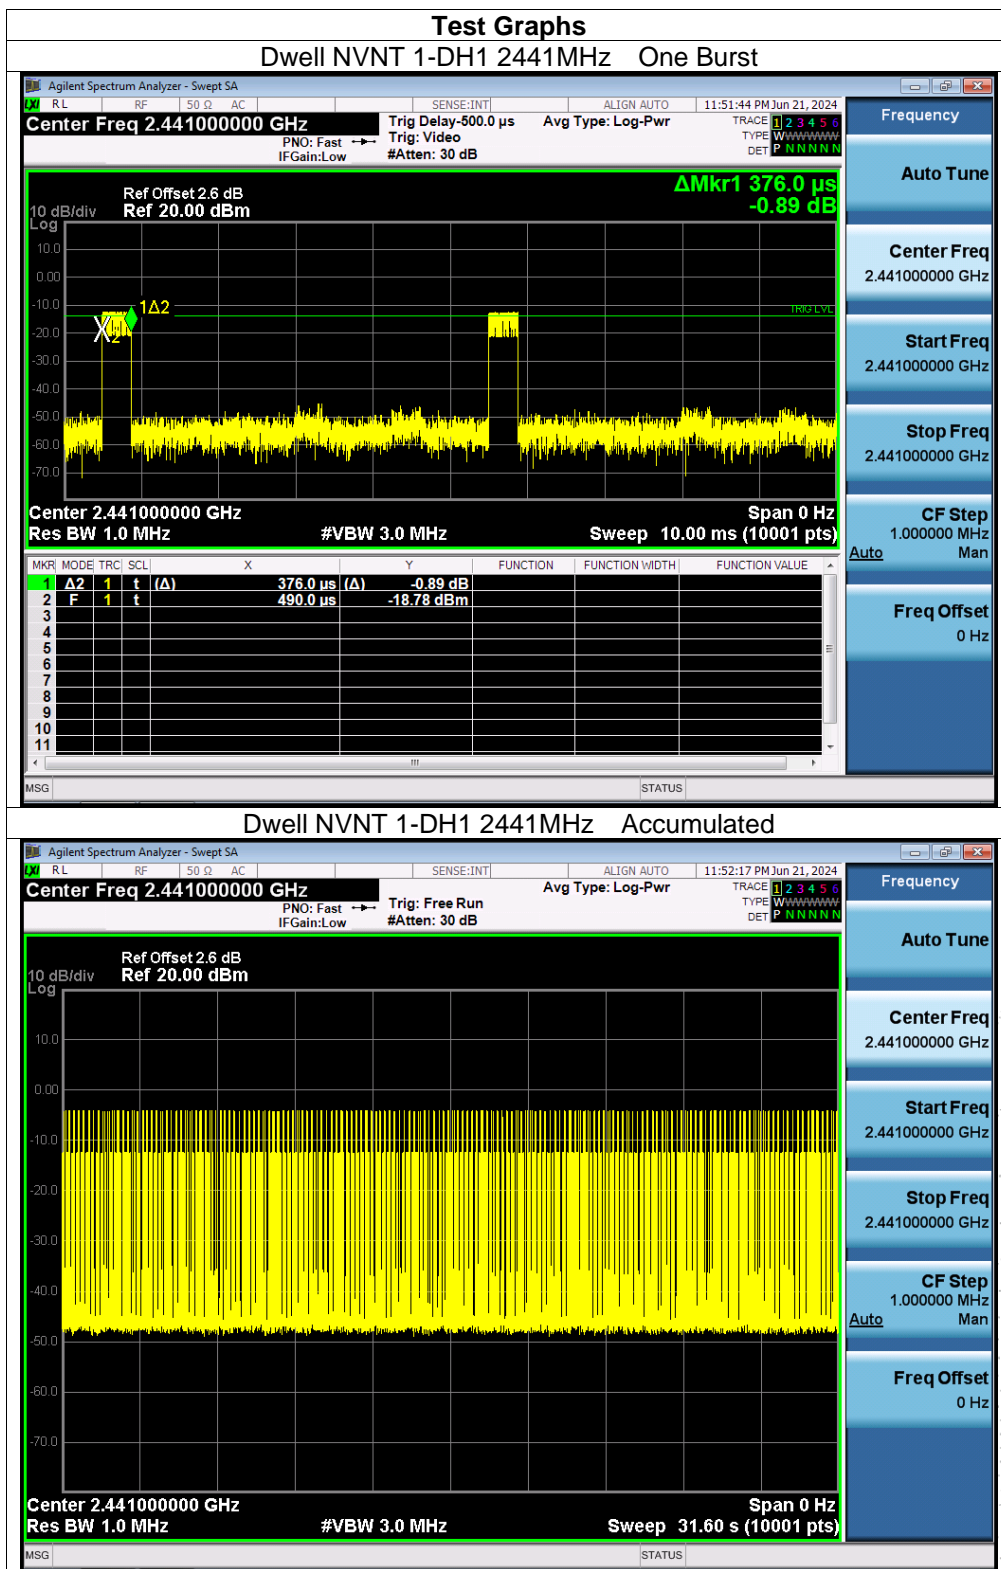 Test Graphs
Dwell NVNT 1-DH1 2441MHz One Burst
Agilent Spectrum Analyzer - Swept SA
LXI RL RF 50 Ω AC SENSE:INT ALIGN AUTO 11:51:44 PM Jun 21, 2024
Center Freq 2.441000000 GHz
PNO: Fast
IFGain:Low
Trig Delay-500.0 µs
Trig: Video
#Atten: 30 dB
Avg Type: Log-Pwr
TRACE 1 2 3 4 5 6
TYPE WWWWWW
DET P N N N N N
Frequency
Auto Tune
Center Freq
2.441000000 GHz
Start Freq
2.441000000 GHz
Stop Freq
2.441000000 GHz
CF Step
1.000000 MHz
Auto Man
Freq Offset
0 Hz
ΔMkr1 376.0 µs
-0.89 dB
Ref Offset 2.6 dB
10 dB/div Ref 20.00 dBm
Log
10.0
0.00
-10.0
-20.0
-30.0
-40.0
-50.0
-60.0
-70.0
1Δ2
2
TRIG LVL
Center 2.441000000 GHz Span 0 Hz
Res BW 1.0 MHz #VBW 3.0 MHz Sweep 10.00 ms (10001 pts)
MKR MODE TRC SCL X Y FUNCTION FUNCTION WIDTH FUNCTION VALUE
1 Δ2 1 t (Δ) 376.0 µs (Δ) -0.89 dB
2 F 1 t 490.0 µs -18.78 dBm
3
4
5
6
7
8
9
10
11
MSG STATUS
Dwell NVNT 1-DH1 2441MHz Accumulated
Agilent Spectrum Analyzer - Swept SA
LXI RL RF 50 Ω AC SENSE:INT ALIGN AUTO 11:52:17 PM Jun 21, 2024
Center Freq 2.441000000 GHz
PNO: Fast
IFGain:Low
Trig: Free Run
#Atten: 30 dB
Avg Type: Log-Pwr
TRACE 1 2 3 4 5 6
TYPE WWWWWW
DET P N N N N N
Frequency
Auto Tune
Center Freq
2.441000000 GHz
Start Freq
2.441000000 GHz
Stop Freq
2.441000000 GHz
CF Step
1.000000 MHz
Auto Man
Freq Offset
0 Hz
Ref Offset 2.6 dB
10 dB/div Ref 20.00 dBm
Log
10.0
0.00
-10.0
-20.0
-30.0
-40.0
-50.0
-60.0
-70.0
Center 2.441000000 GHz Span 0 Hz
Res BW 1.0 MHz #VBW 3.0 MHz Sweep 31.60 s (10001 pts)
MSG STATUS